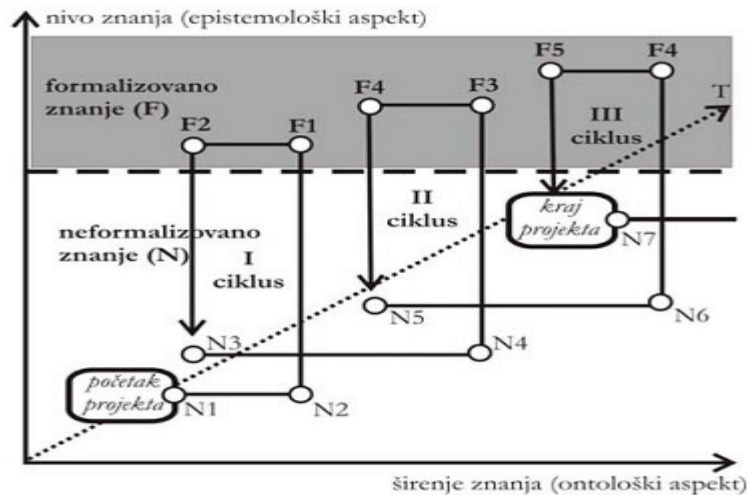 nivo znanja (epistemološki aspekt)
F5 F4
formalizovano
znanje (F)
F4 F3
T
III
ciklus
F2 F1
II
ciklus
kraj
projekta
N7
neformalizovano
znanje (N)
I
ciklus
N5 N6
N3 N4
početak
projekta
N1 N2
širenje znanja (ontološki aspekt)